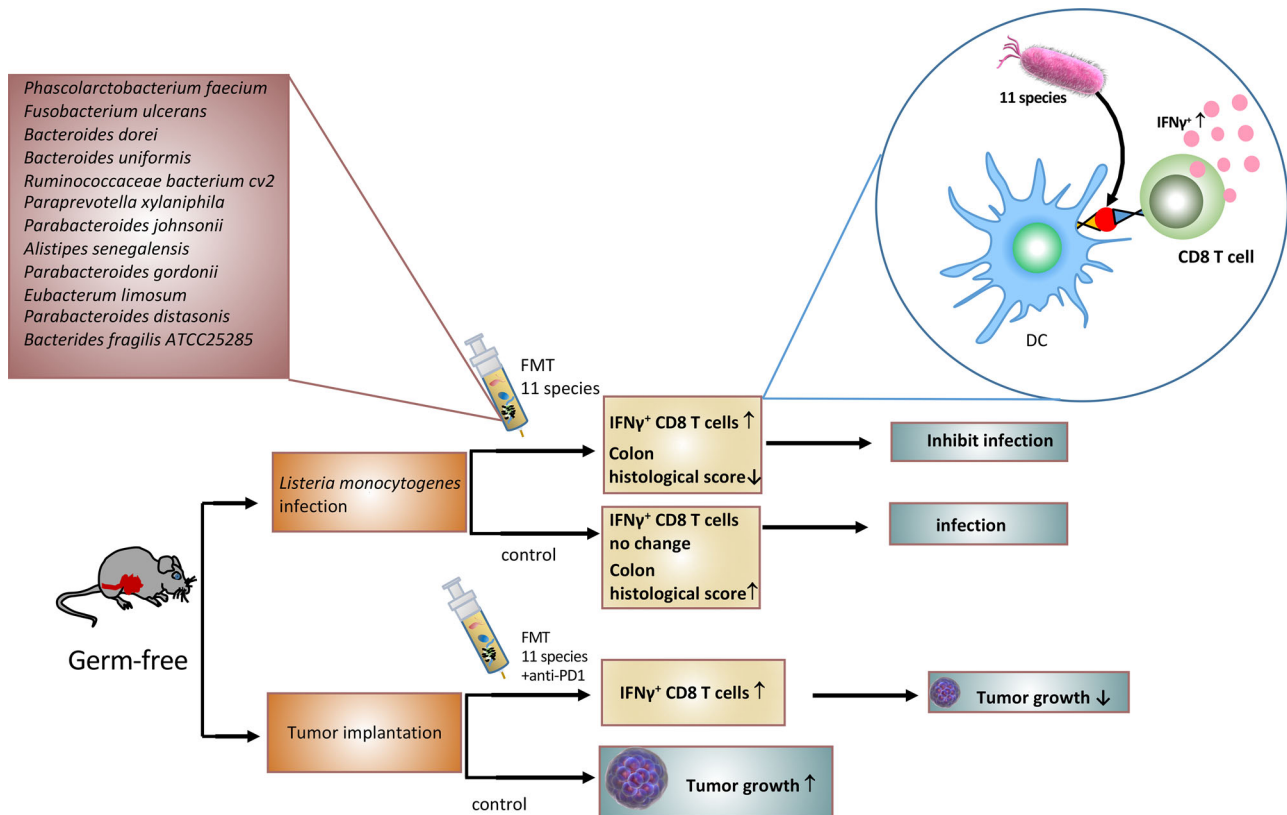 Phascolarctobacterium faecium
Fusobacterium ulcerans
Bacteroides dorei
Bacteroides uniformis
Ruminococcaceae bacterium cv2
Paraprevotella xylaniphila
Parabacteroides johnsonii
Alistipes senegalensis
Parabacteroides gordonii
Eubacterum limosum
Parabacteroides distasonis
Bacterides fragilis ATCC25285
11 species
IFNγ⁺ ↑
CD8 T cell
DC
FMT
11 species
Listeria monocytogenes
infection
IFNγ⁺ CD8 T cells ↑
Colon
histological score↓
Inhibit infection
control
IFNγ⁺ CD8 T cells
no change
Colon
histological score↑
infection
Germ-free
FMT
11 species
+anti-PD1
Tumor implantation
IFNγ⁺ CD8 T cells ↑
Tumor growth ↓
control
Tumor growth ↑